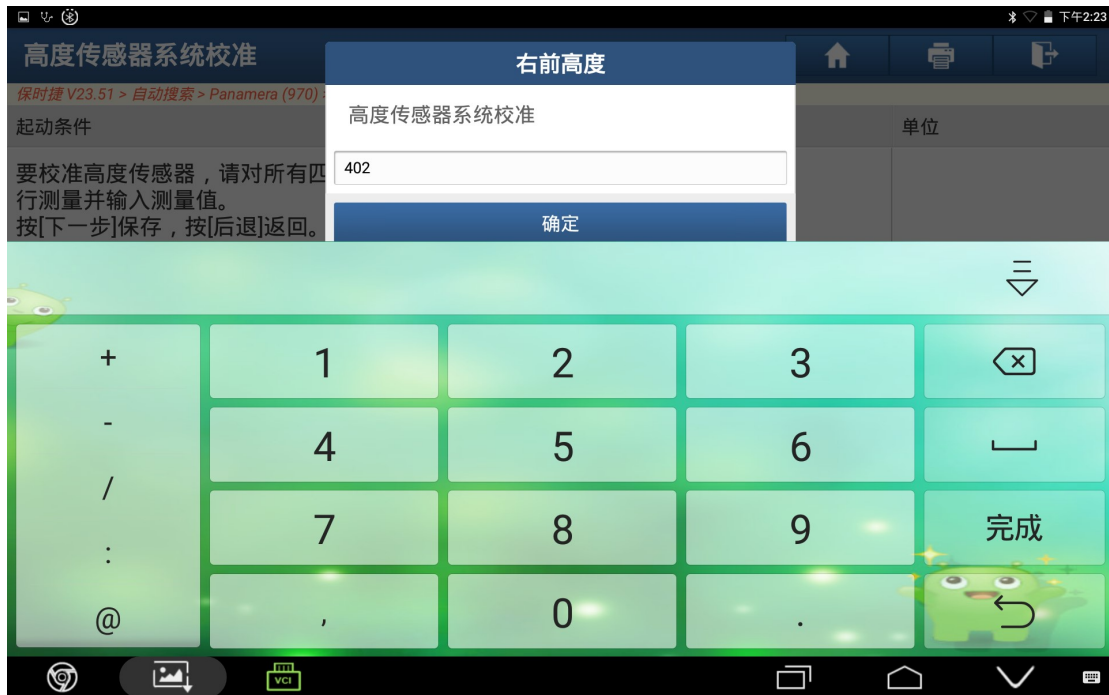 下午2:23
高度传感器系统校准
右前高度
保时捷 V23.51 > 自动搜索 > Panamera (970)
高度传感器系统校准
起动条件
单位
402
要校准高度传感器，请对所有四
行测量并输入测量值。
按[下一步]保存，按[后退]返回。
确定
+
1
2
3
-
4
5
6
/
7
8
9
完成
:
@
,
0
.
VCI